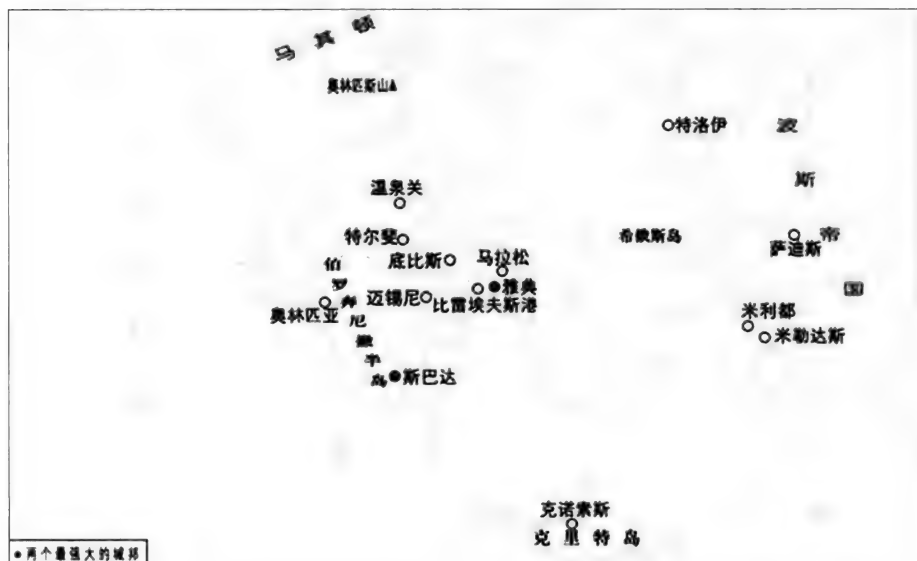 马其顿
奥林匹斯山
特洛伊
波斯帝国
温泉关
特尔斐
希俄斯岛
萨迪斯
底比斯
马拉松
伯罗奔尼撒半岛
雅典
迈锡尼
比雷埃夫斯港
奥林匹亚
米利都
米勒达斯
斯巴达
克诺索斯
克里特岛
两个最强大的城邦